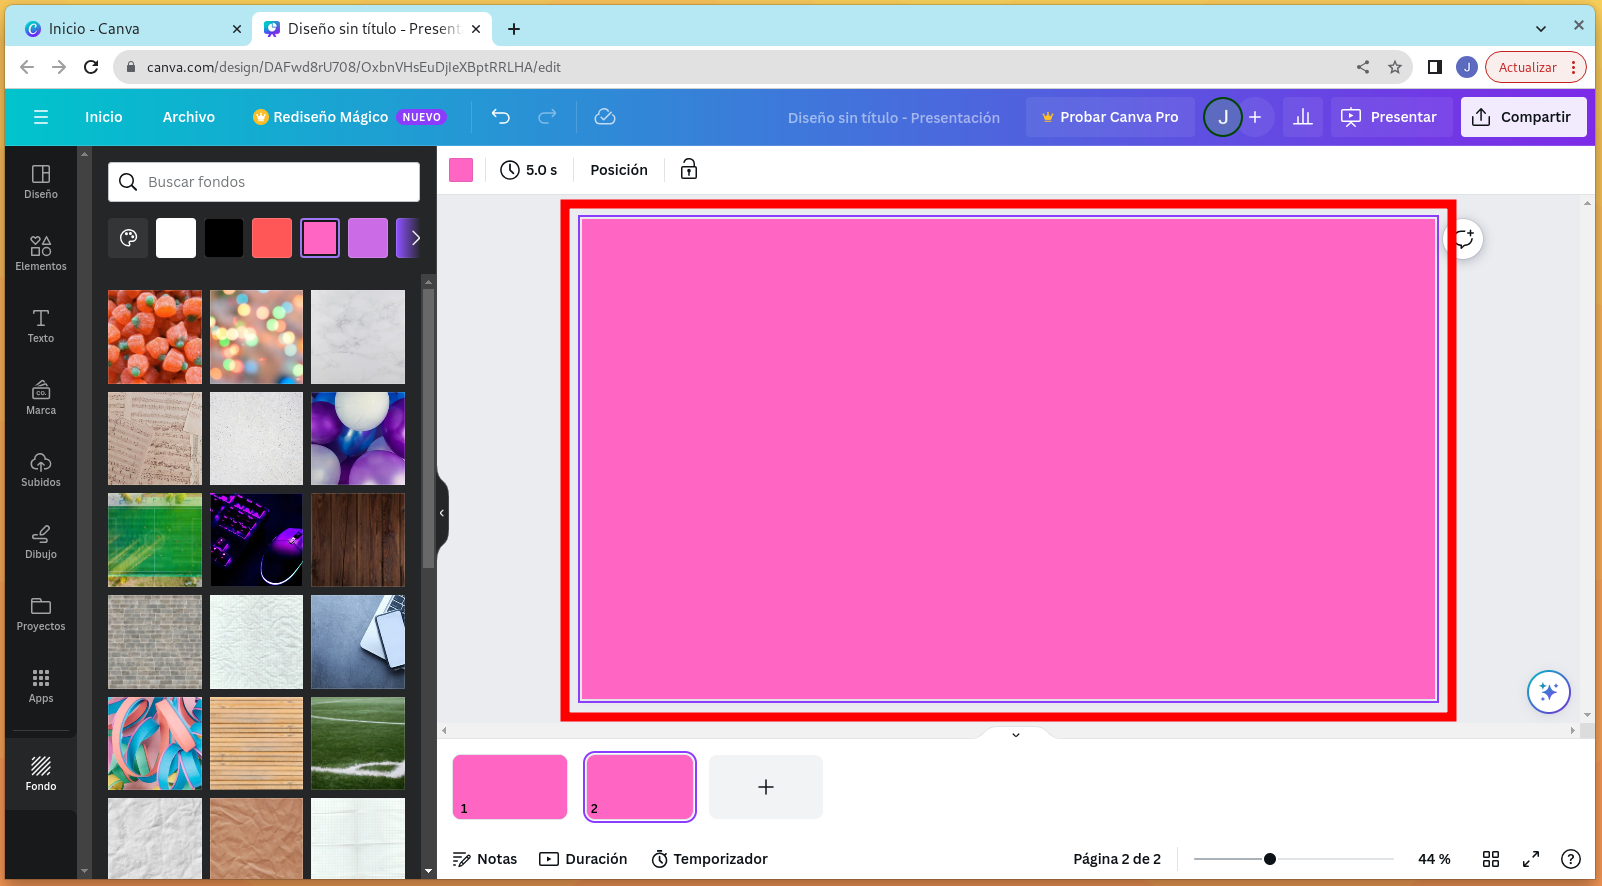 Inicio - Canva
Diseño sin título - Present
canva.com/design/DAFwd8rU708/OxbnVHsEuDjIeXBptRRLHA/edit
J
Actualizar
Inicio
Archivo
Rediseño Mágico
NUEVO
Diseño sin título - Presentación
Probar Canva Pro
J
Presentar
Compartir
Diseño
Elementos
Texto
CO.
Marca
Subidos
Dibujo
Proyectos
Apps
Fondo
Buscar fondos
5.0 s
Posición
1
2
Notas
Duración
Temporizador
Página 2 de 2
44 %